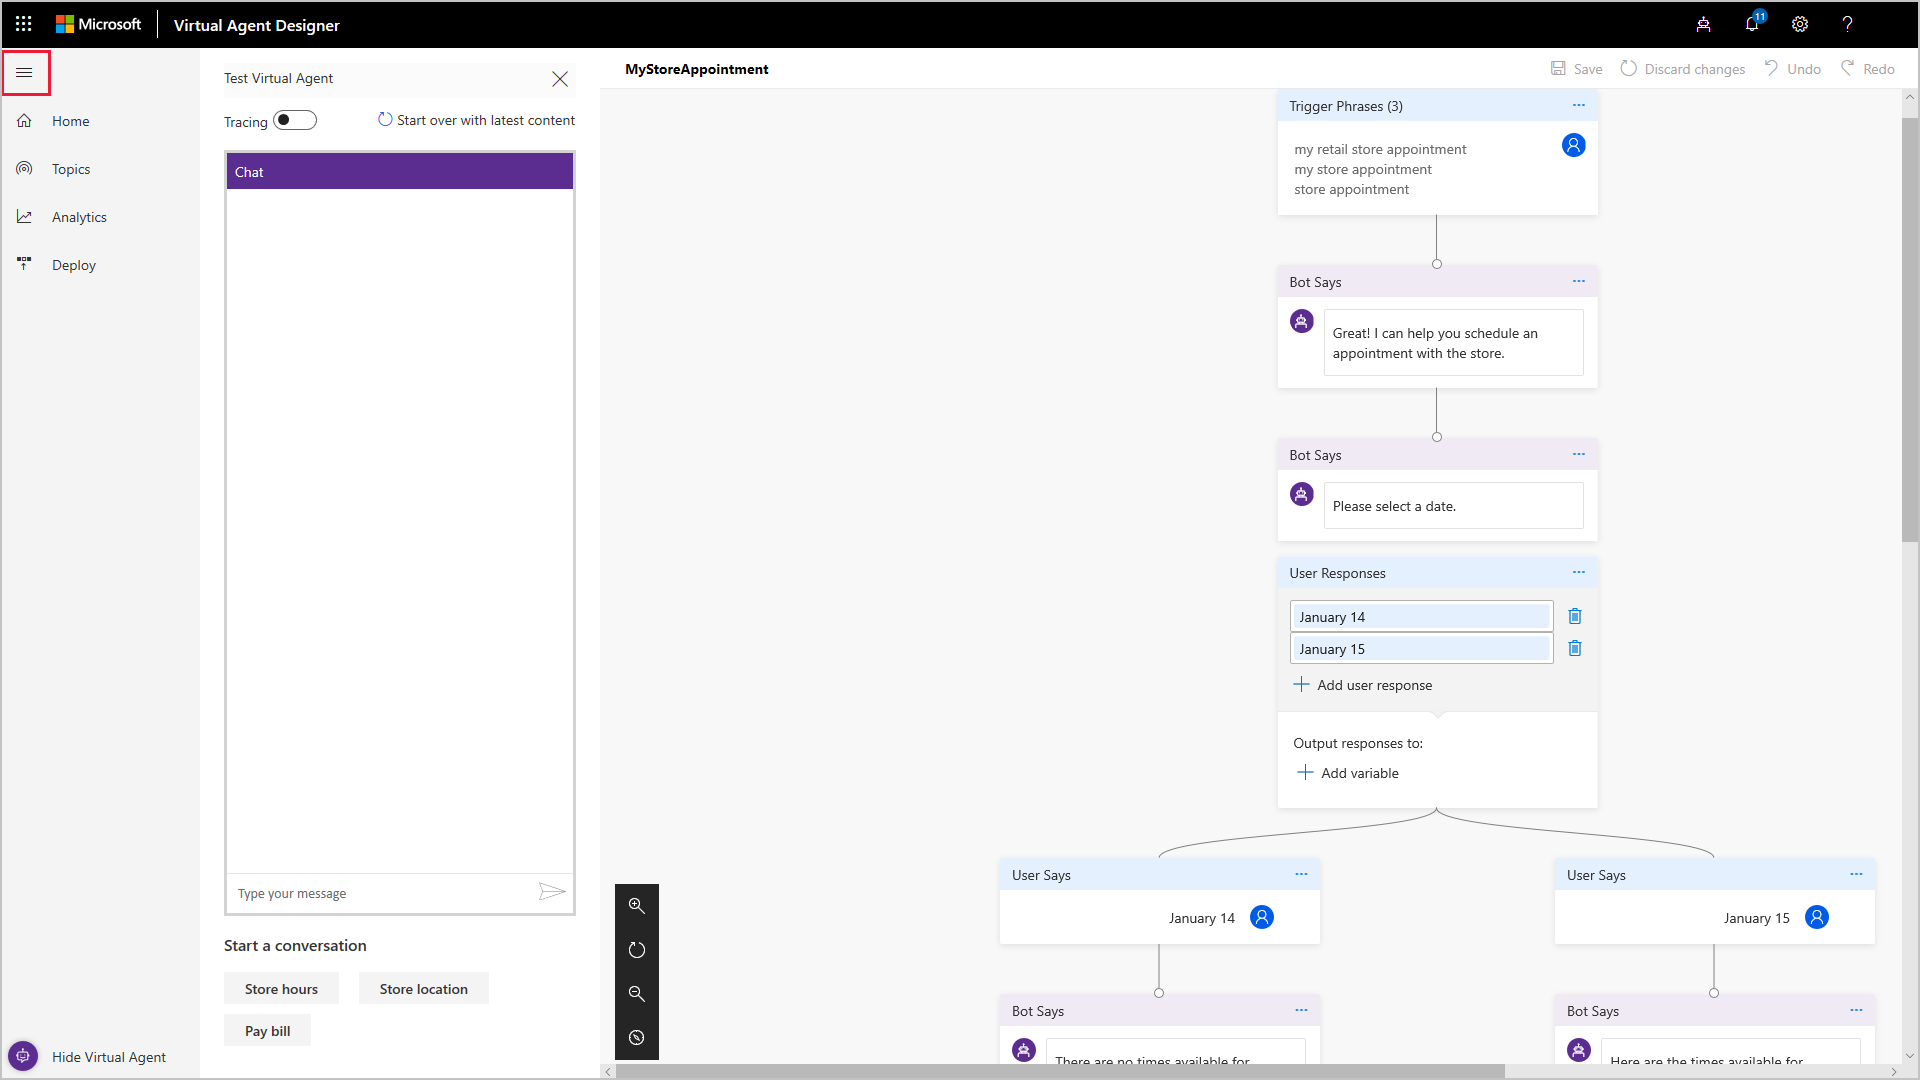 Microsoft Virtual Agent Designer 11 ?
Home
Topics
Analytics
Deploy
Hide Virtual Agent
Test Virtual Agent
Tracing Start over with latest content
Chat
Type your message
Start a conversation
Store hours Store location
Pay bill
MyStoreAppointment Save Discard changes Undo Redo
Trigger Phrases (3) ...
my retail store appointment
my store appointment
store appointment
Bot Says ...
Great! I can help you schedule an
appointment with the store.
Bot Says ...
Please select a date.
User Responses ...
January 14
January 15
Add user response
Output responses to:
Add variable
User Says ...
January 14
Bot Says ...
There are no times available for
User Says ...
January 15
Bot Says ...
Here are the times available for